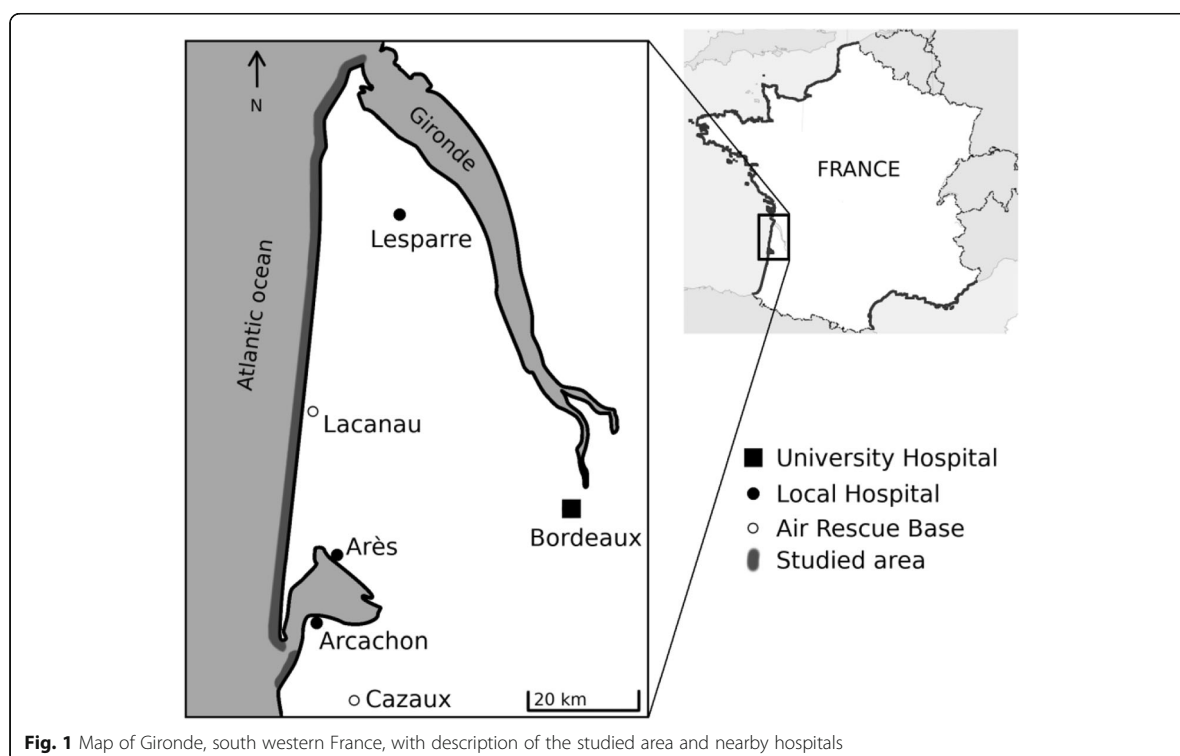 N
Gironde
Atlantic ocean
Lesparre
Lacanau
Bordeaux
Arès
Arcachon
Cazaux
20 km
FRANCE
University Hospital
Local Hospital
Air Rescue Base
Studied area
Fig. 1 Map of Gironde, south western France, with description of the studied area and nearby hospitals